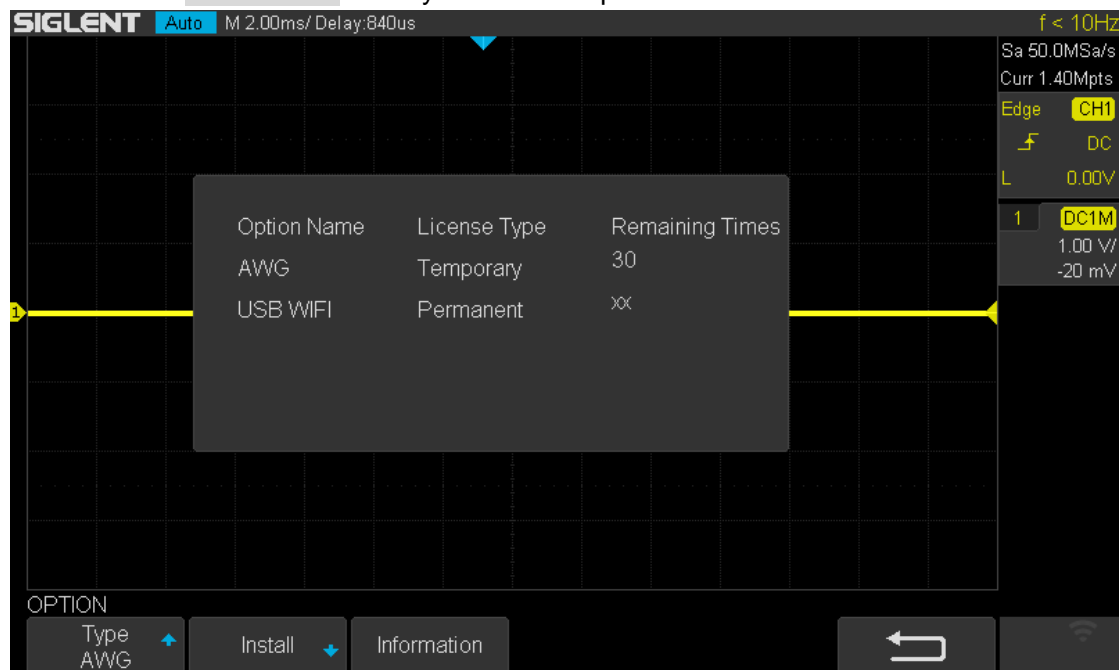 SIGLENT Auto M 2.00ms/ Delay:840us f < 10Hz
Sa 50.0MSa/s
Curr 1.40Mpts
Edge CH1
DC
L 0.00V
1 DC1M
1.00 V/
-20 mV
Option Name License Type Remaining Times
AWG Temporary 30
USB WIFI Permanent xx
1
OPTION
Type
AWG
Install
Information